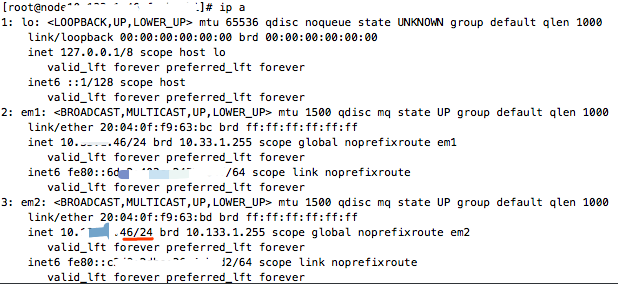 [root@node ]# ip a
1: lo: <LOOPBACK,UP,LOWER_UP> mtu 65536 qdisc noqueue state UNKNOWN group default qlen 1000
link/loopback 00:00:00:00:00:00 brd 00:00:00:00:00:00
inet 127.0.0.1/8 scope host lo
valid_lft forever preferred_lft forever
inet6 ::1/128 scope host
valid_lft forever preferred_lft forever
2: em1: <BROADCAST,MULTICAST,UP,LOWER_UP> mtu 1500 qdisc mq state UP group default qlen 1000
link/ether 20:04:0f:f9:63:bc brd ff:ff:ff:ff:ff:ff
inet 10. .46/24 brd 10.33.1.255 scope global noprefixroute em1
valid_lft forever preferred_lft forever
inet6 fe80::6d /64 scope link noprefixroute
valid_lft forever preferred_lft forever
3: em2: <BROADCAST,MULTICAST,UP,LOWER_UP> mtu 1500 qdisc mq state UP group default qlen 1000
link/ether 20:04:0f:f9:63:bd brd ff:ff:ff:ff:ff:ff
inet 10. .46/24 brd 10.133.1.255 scope global noprefixroute em2
valid_lft forever preferred_lft forever
inet6 fe80::c d2/64 scope link noprefixroute
valid_lft forever preferred_lft forever